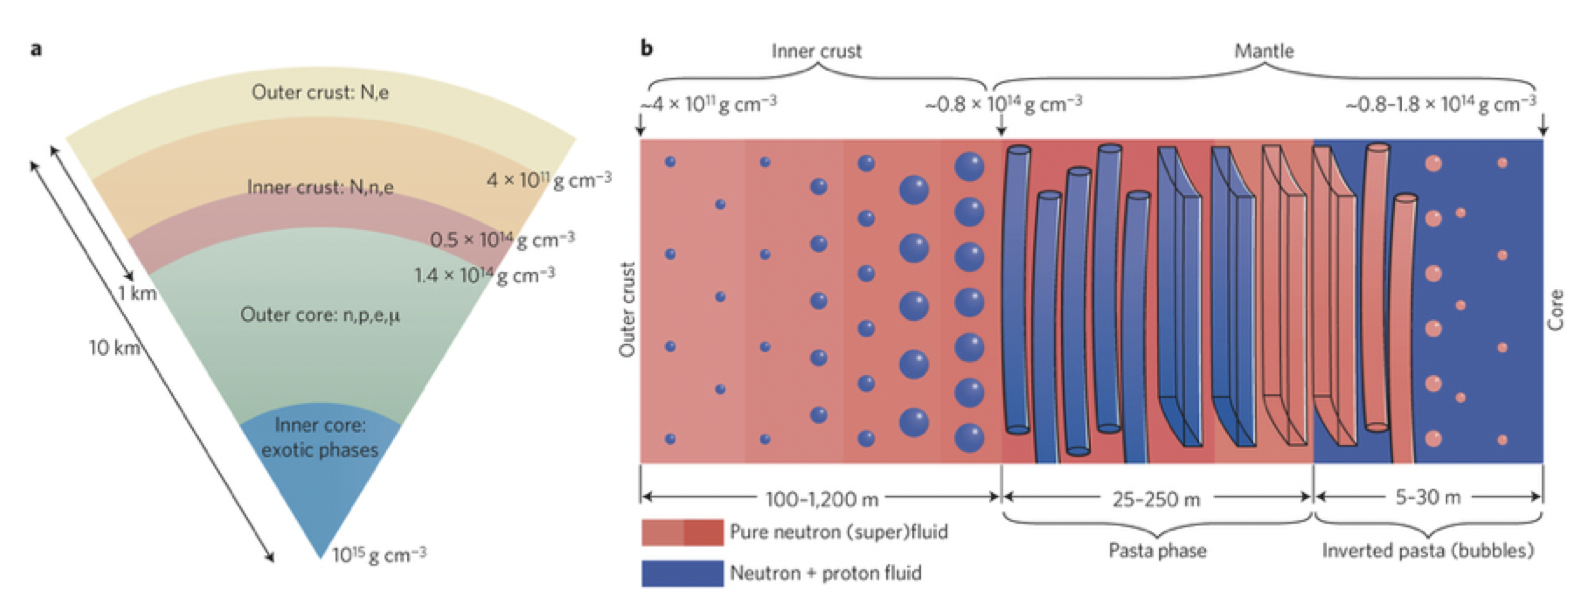 a
Outer crust: N,e
Inner crust: N,n,e
4 × 10¹¹ g cm⁻³
0.5 × 10¹⁴ g cm⁻³
1.4 × 10¹⁴ g cm⁻³
1 km
Outer core: n,p,e,μ
10 km
Inner core:
exotic phases
10¹⁵ g cm⁻³
b
Inner crust
Mantle
~4 × 10¹¹ g cm⁻³
~0.8 × 10¹⁴ g cm⁻³
~0.8–1.8 × 10¹⁴ g cm⁻³
Outer crust
Core
100–1,200 m
25–250 m
5–30 m
Pure neutron (super)fluid
Neutron + proton fluid
Pasta phase
Inverted pasta (bubbles)